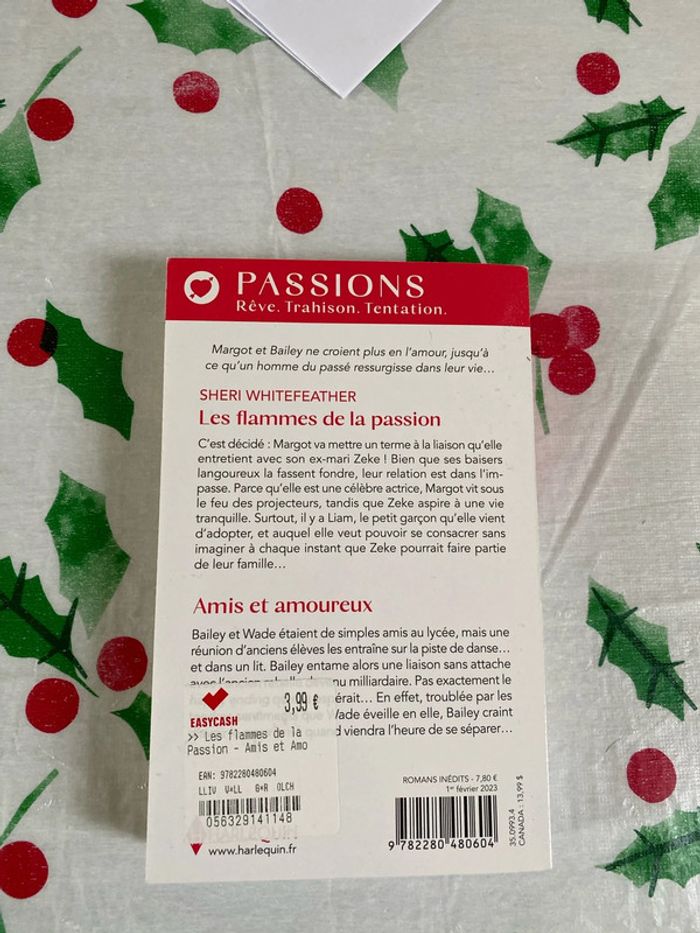 PASSIONS
Rêve. Trahison. Tentation.
Margot et Bailey ne croient plus en l'amour, jusqu'à
ce qu'un homme du passé ressurgisse dans leur vie...
SHERI WHITEFEATHER
Les flammes de la passion
C'est décidé : Margot va mettre un terme à la liaison qu'elle
entretient avec son ex-mari Zeke ! Bien que ses baisers
langoureux la fassent fondre, leur relation est dans l'im-
passe. Parce qu'elle est une célèbre actrice, Margot vit sous
le feu des projecteurs, tandis que Zeke aspire à une vie
tranquille. Surtout, il y a Liam, le petit garçon qu'elle vient
d'adopter, et auquel elle veut pouvoir se consacrer sans
imaginer à chaque instant que Zeke pourrait faire partie
de leur famille...
Amis et amoureux
Bailey et Wade étaient de simples amis au lycée, mais une
réunion d'anciens élèves les entraîne sur la piste de danse...
et dans un lit. Bailey entame alors une liaison sans attache
avec l'ancien nu milliardaire. Pas exactement le
pérait... En effet, troublée par les
Wade éveille en elle, Bailey craint
d viendra l'heure de se séparer...
3,99 €
EASYCASH
>> Les flammes de la
Passion - Amis et Amo
EAN: 9782280480604
LLIV V*LL G*R OLCH
056329141148
www.harlequin.fr
ROMANS INÉDITS - 7,80 €
1er février 2023
9 782280 480604
35.0993.4
CANADA : 13,99 $